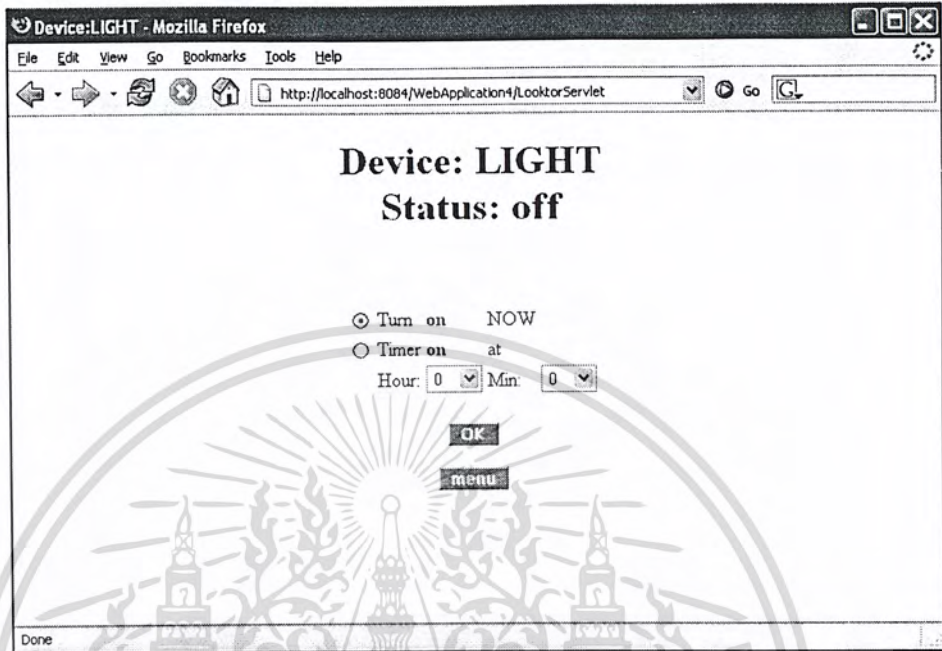 Device:LIGHT - Mozilla Firefox
File Edit View Go Bookmarks Tools Help
http://localhost:8084/WebApplication4/LooktorServlet Go
Device: LIGHT
Status: off
Turn on NOW
Timer on at
Hour: 0 Min: 0
OK
menu
Done